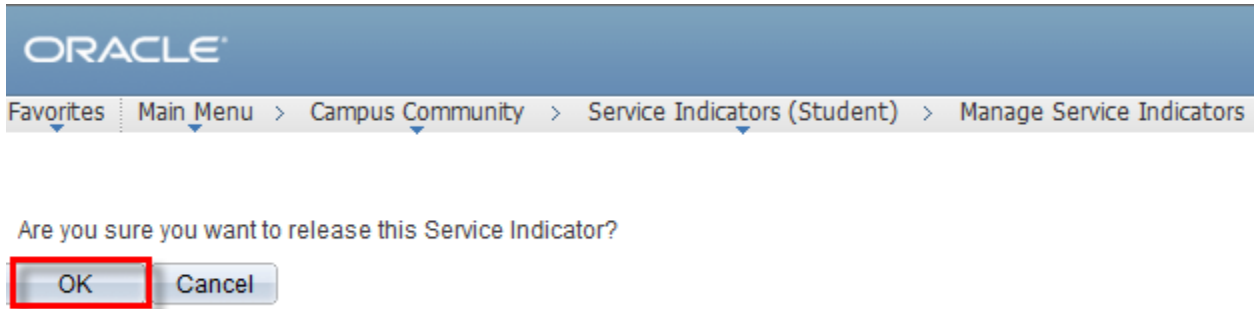 ORACLE
Favorites Main Menu > Campus Community > Service Indicators (Student) > Manage Service Indicators
Are you sure you want to release this Service Indicator?
OK Cancel